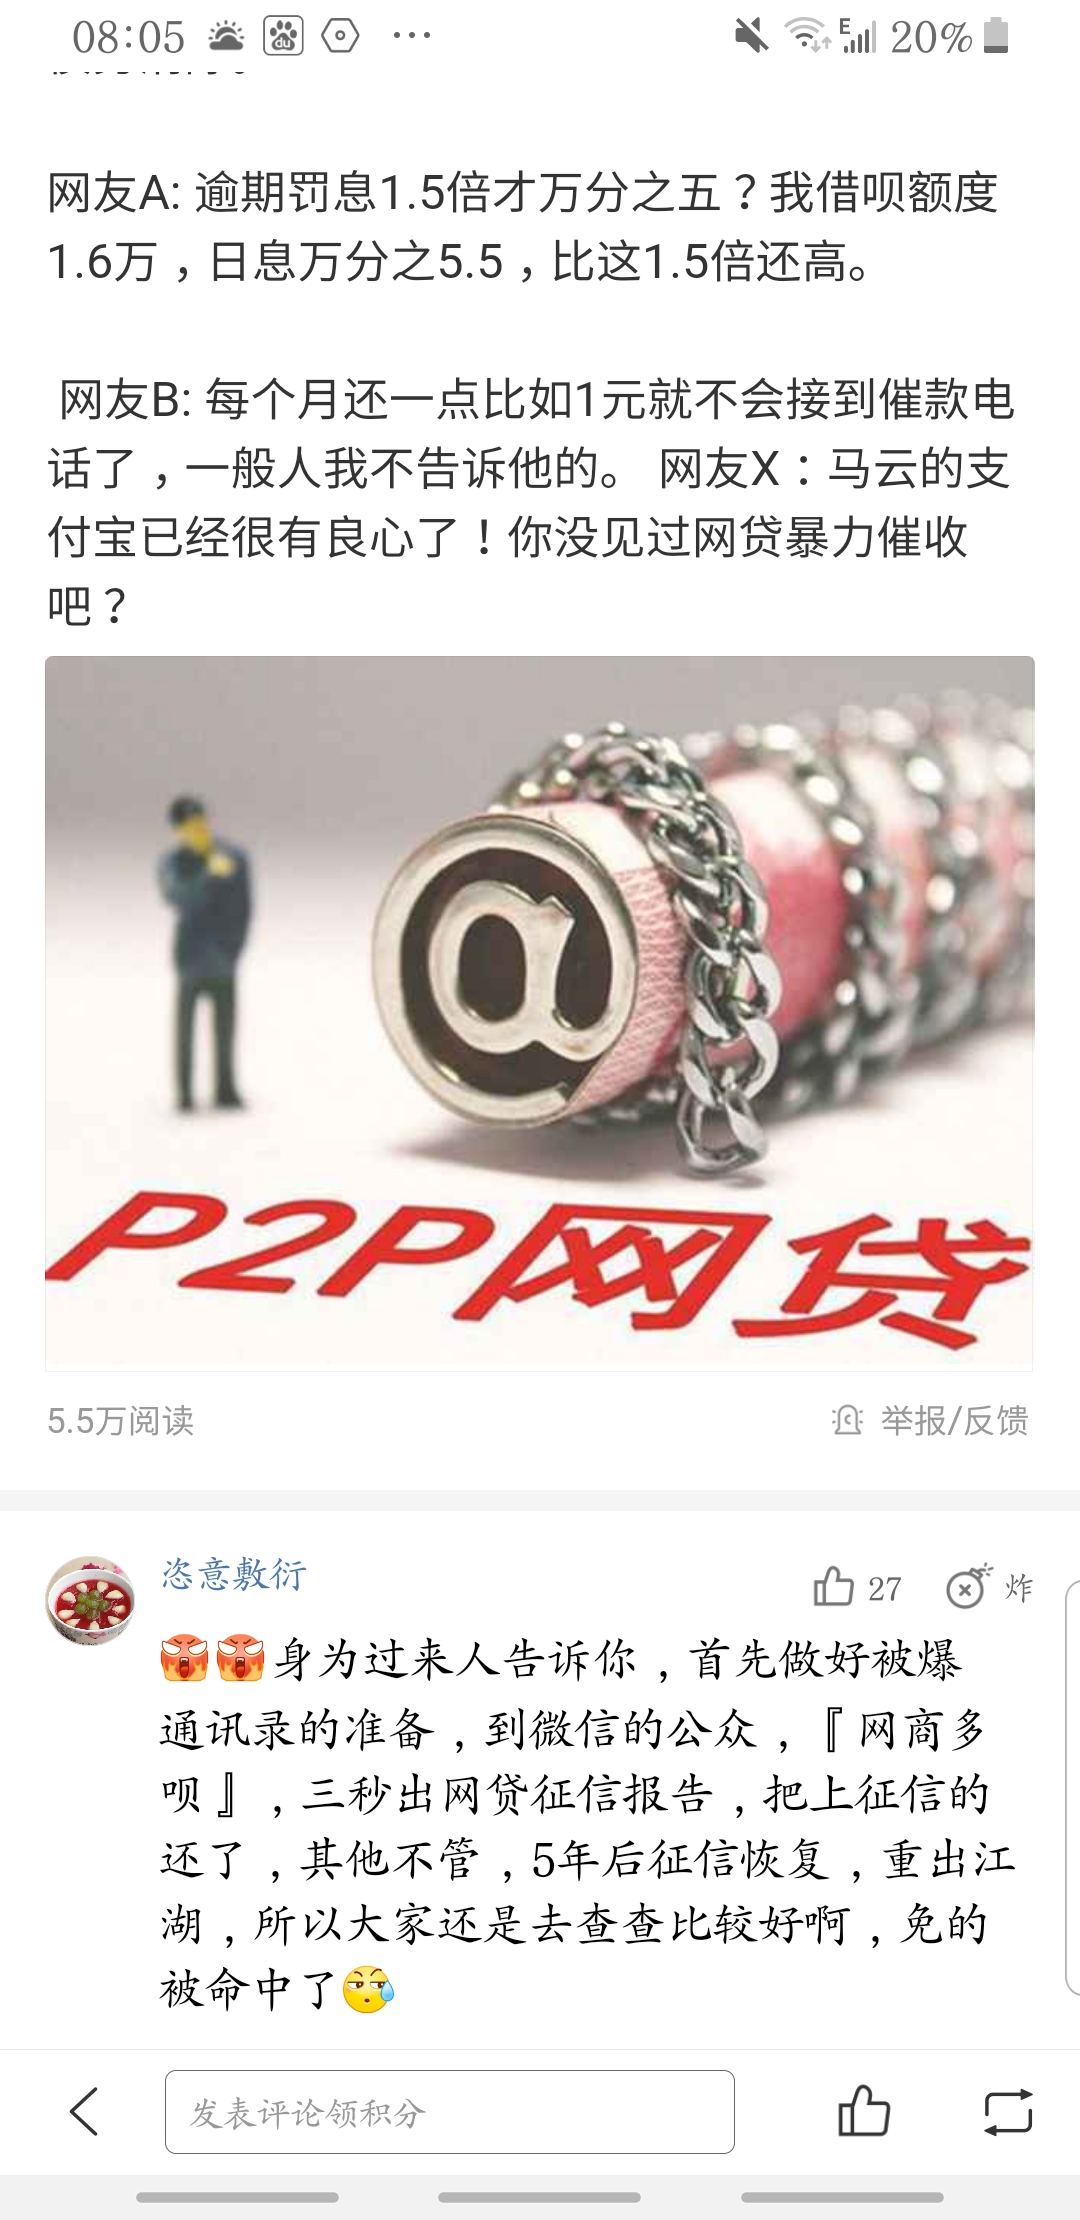 08:05
du
E
20%
网友A: 逾期罚息1.5倍才万分之五？我借呗额度
1.6万，日息万分之5.5，比这1.5倍还高。
网友B: 每个月还一点比如1元就不会接到催款电
话了，一般人我不告诉他的。 网友X：马云的支
付宝已经很有良心了！你没见过网贷暴力催收
吧？
@
P2P网贷
5.5万阅读
举报/反馈
恣意敷衍
27
炸
身为过来人告诉你，首先做好被爆
通讯录的准备，到微信的公众，『网商多
呗』，三秒出网贷征信报告，把上征信的
还了，其他不管，5年后征信恢复，重出江
湖，所以大家还是去查查比较好啊，免的
被命中了
发表评论领积分